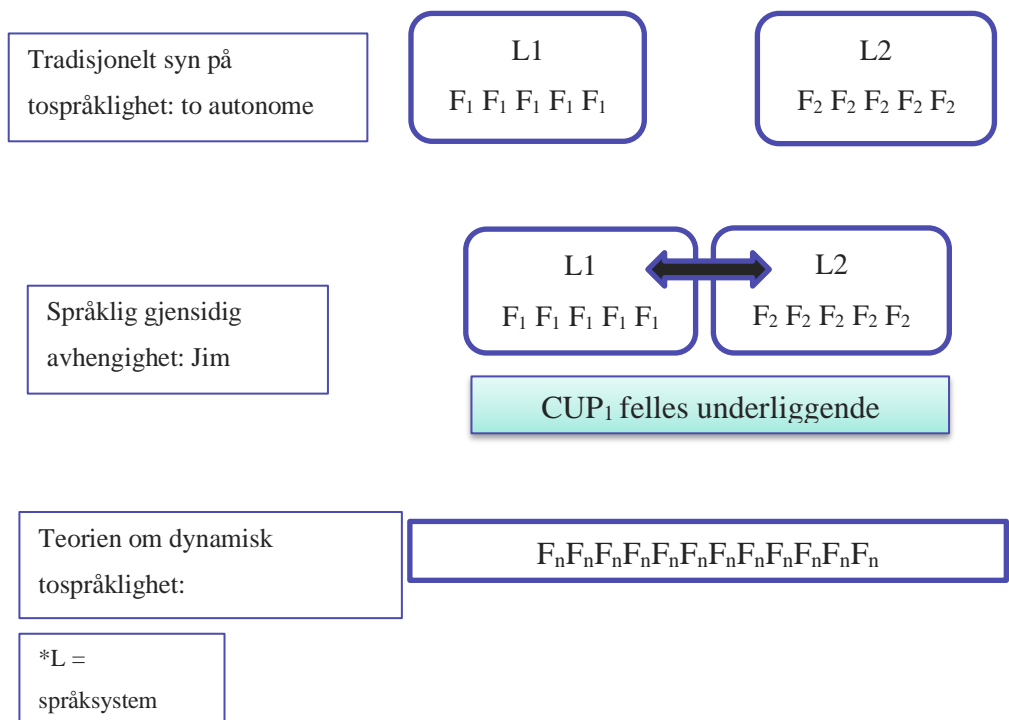 Tradisjonelt syn på
tospråklighet: to autonome
L1
F₁ F₁ F₁ F₁ F₁
L2
F₂ F₂ F₂ F₂ F₂
Språklig gjensidig
avhengighet: Jim
L1
F₁ F₁ F₁ F₁ F₁
L2
F₂ F₂ F₂ F₂ F₂
CUP₁ felles underliggende
Teorien om dynamisk
tospråklighet:
FₙFₙFₙFₙFₙFₙFₙFₙFₙFₙFₙFₙ
*L =
språksystem